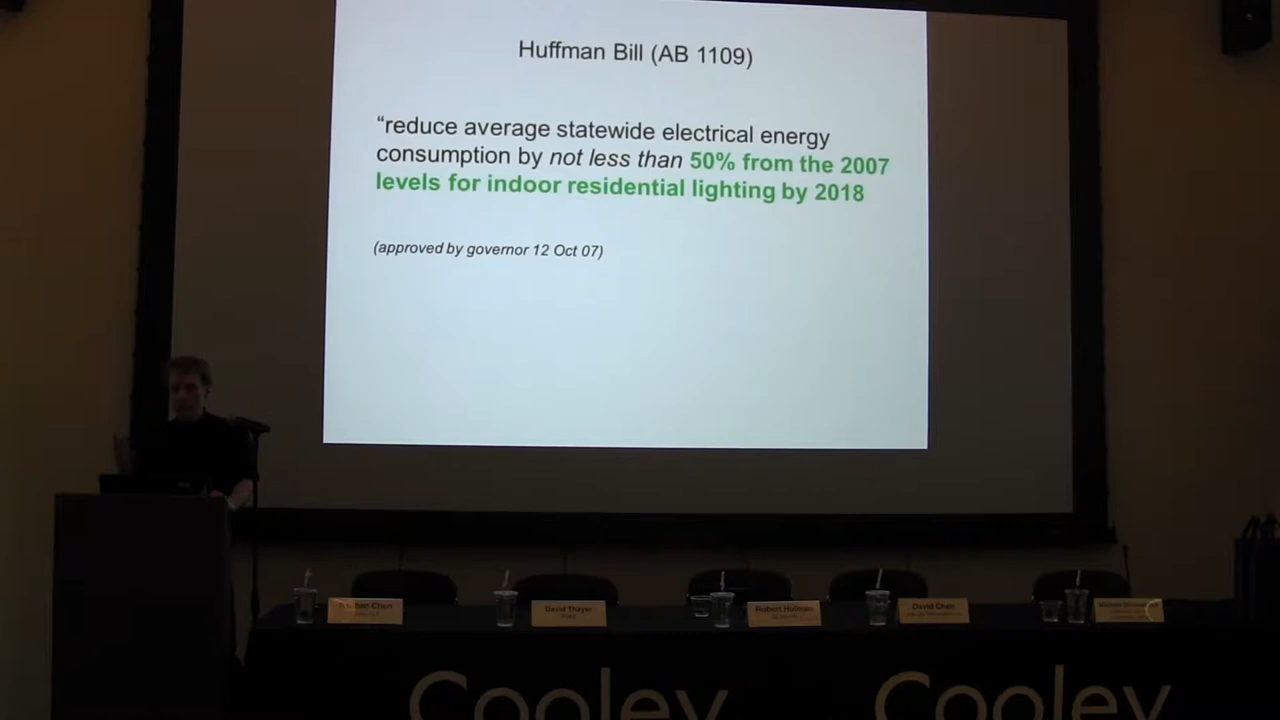 Huffman Bill (AB 1109)
“reduce average statewide electrical energy
consumption by not less than 50% from the 2007
levels for indoor residential lighting by 2018
(approved by governor 12 Oct 07)
Chen
David Thayer
Robert
David Chen
Cooley
Cooley